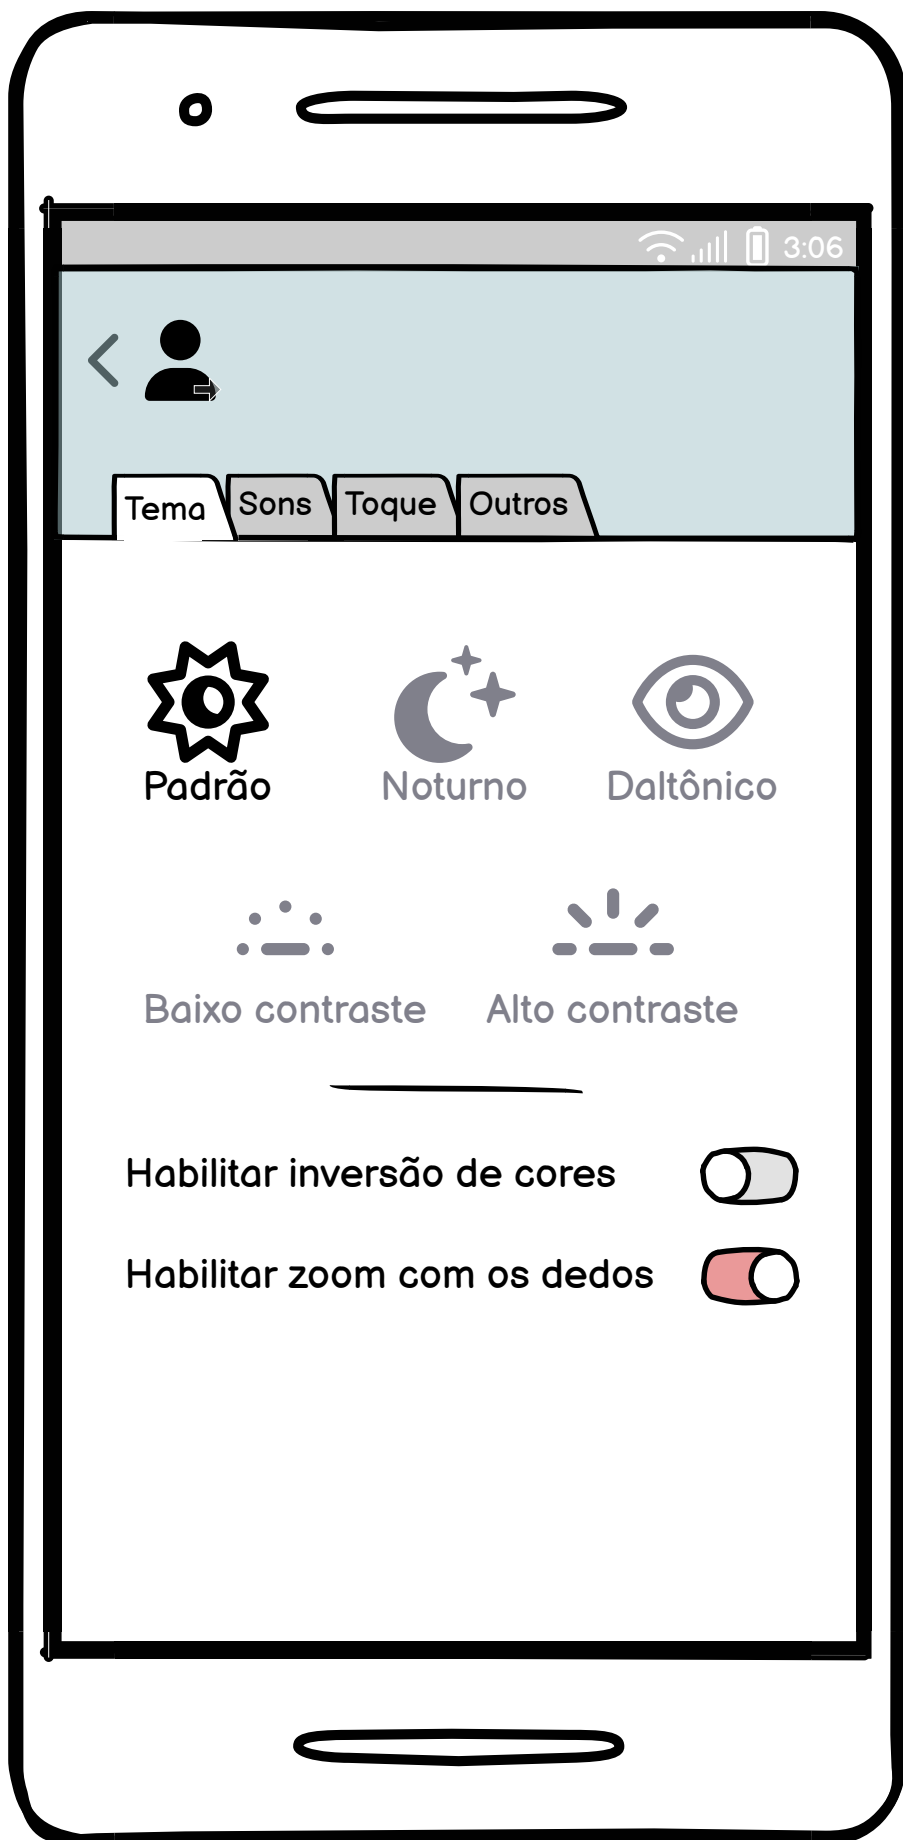 3:06
Tema Sons Toque Outros
Padrão Noturno Daltônico
Baixo contraste Alto contraste
Habilitar inversão de cores
Habilitar zoom com os dedos